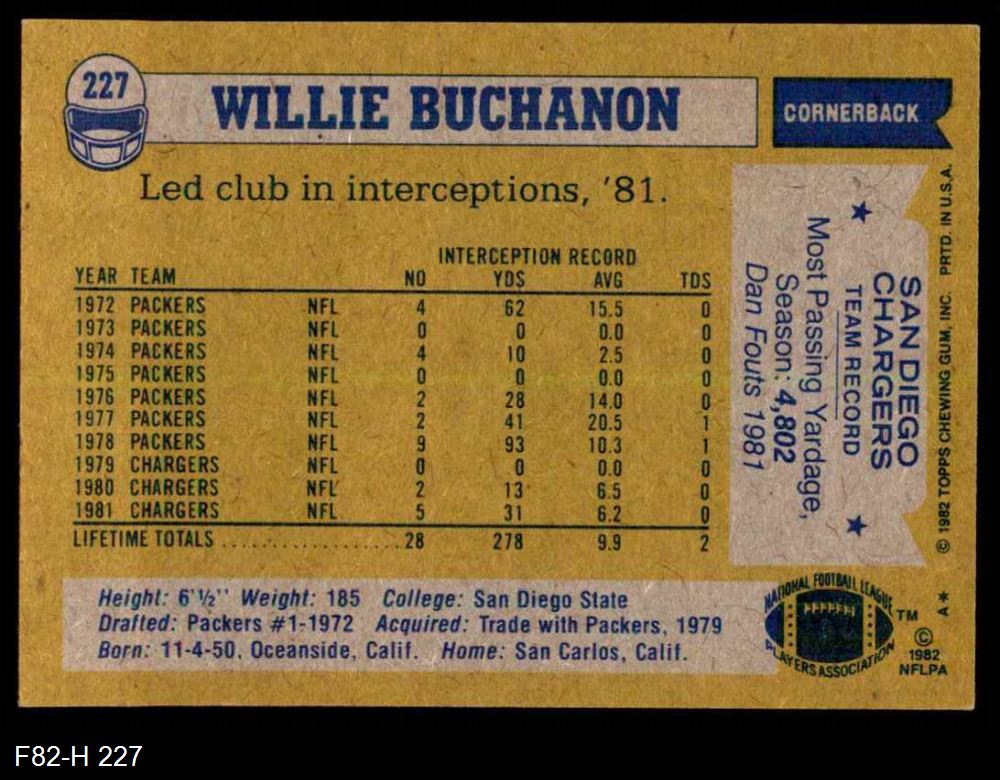 227
WILLIE BUCHANON
CORNERBACK
Led club in interceptions, '81.
INTERCEPTION RECORD
YEAR TEAM NO YDS AVG TDS
1972 PACKERS NFL 4 62 15.5 0
1973 PACKERS NFL 0 0 0.0 0
1974 PACKERS NFL 4 10 2.5 0
1975 PACKERS NFL 0 0 0.0 0
1976 PACKERS NFL 2 28 14.0 0
1977 PACKERS NFL 2 41 20.5 1
1978 PACKERS NFL 9 93 10.3 1
1979 CHARGERS NFL 0 0 0.0 0
1980 CHARGERS NFL 2 13 6.5 0
1981 CHARGERS NFL 5 31 6.2 0
LIFETIME TOTALS .................... 28 278 9.9 2
SAN DIEGO
CHARGERS
TEAM RECORD
Most Passing Yardage,
Season: 4,802
Dan Fouts 1981
© 1982 TOPPS CHEWING GUM, INC. PRTD. IN U.S.A.
Height: 6'½" Weight: 185 College: San Diego State
Drafted: Packers #1-1972 Acquired: Trade with Packers, 1979
Born: 11-4-50, Oceanside, Calif. Home: San Carlos, Calif.
NATIONAL FOOTBALL LEAGUE
PLAYERS ASSOCIATION
TM
A*
©
1982
NFLPA
F82-H 227